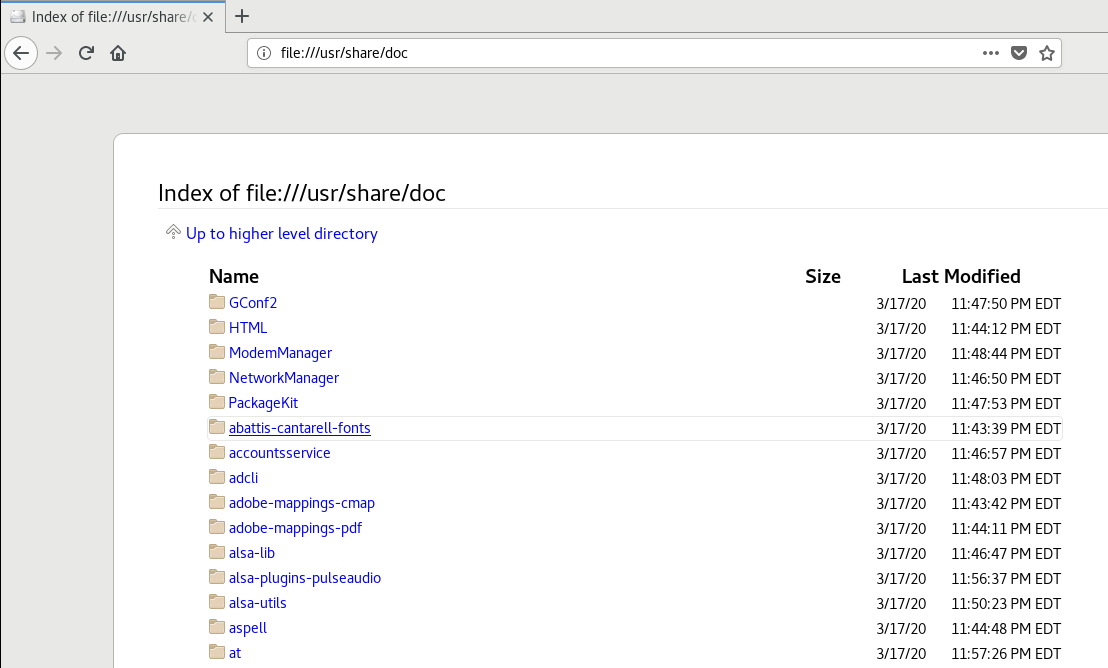 Index of file:///usr/share/d
file:///usr/share/doc
Index of file:///usr/share/doc
Up to higher level directory
Name Size Last Modified
GConf2 3/17/20 11:47:50 PM EDT
HTML 3/17/20 11:44:12 PM EDT
ModemManager 3/17/20 11:48:44 PM EDT
NetworkManager 3/17/20 11:46:50 PM EDT
PackageKit 3/17/20 11:47:53 PM EDT
abattis-cantarell-fonts 3/17/20 11:43:39 PM EDT
accountsservice 3/17/20 11:46:57 PM EDT
adcli 3/17/20 11:48:03 PM EDT
adobe-mappings-cmap 3/17/20 11:43:42 PM EDT
adobe-mappings-pdf 3/17/20 11:44:11 PM EDT
alsa-lib 3/17/20 11:46:47 PM EDT
alsa-plugins-pulseaudio 3/17/20 11:56:37 PM EDT
alsa-utils 3/17/20 11:50:23 PM EDT
aspell 3/17/20 11:44:48 PM EDT
at 3/17/20 11:57:26 PM EDT